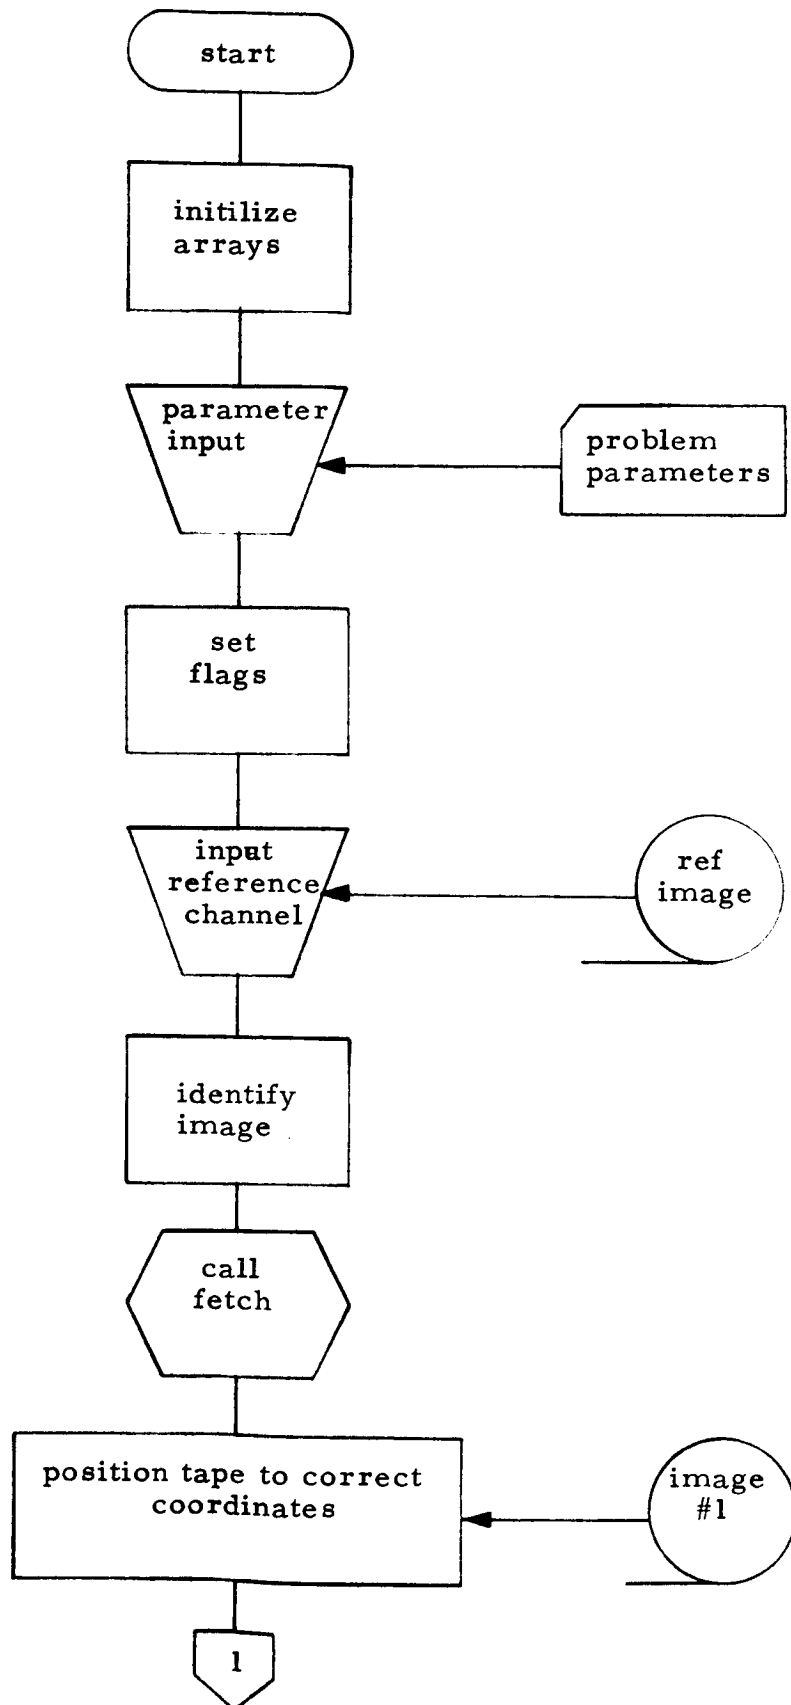 start
initilize
arrays
parameter
input
problem
parameters
set
flags
input
reference
channel
ref
image
identify
image
call
fetch
position tape to correct
coordinates
image
#1
1